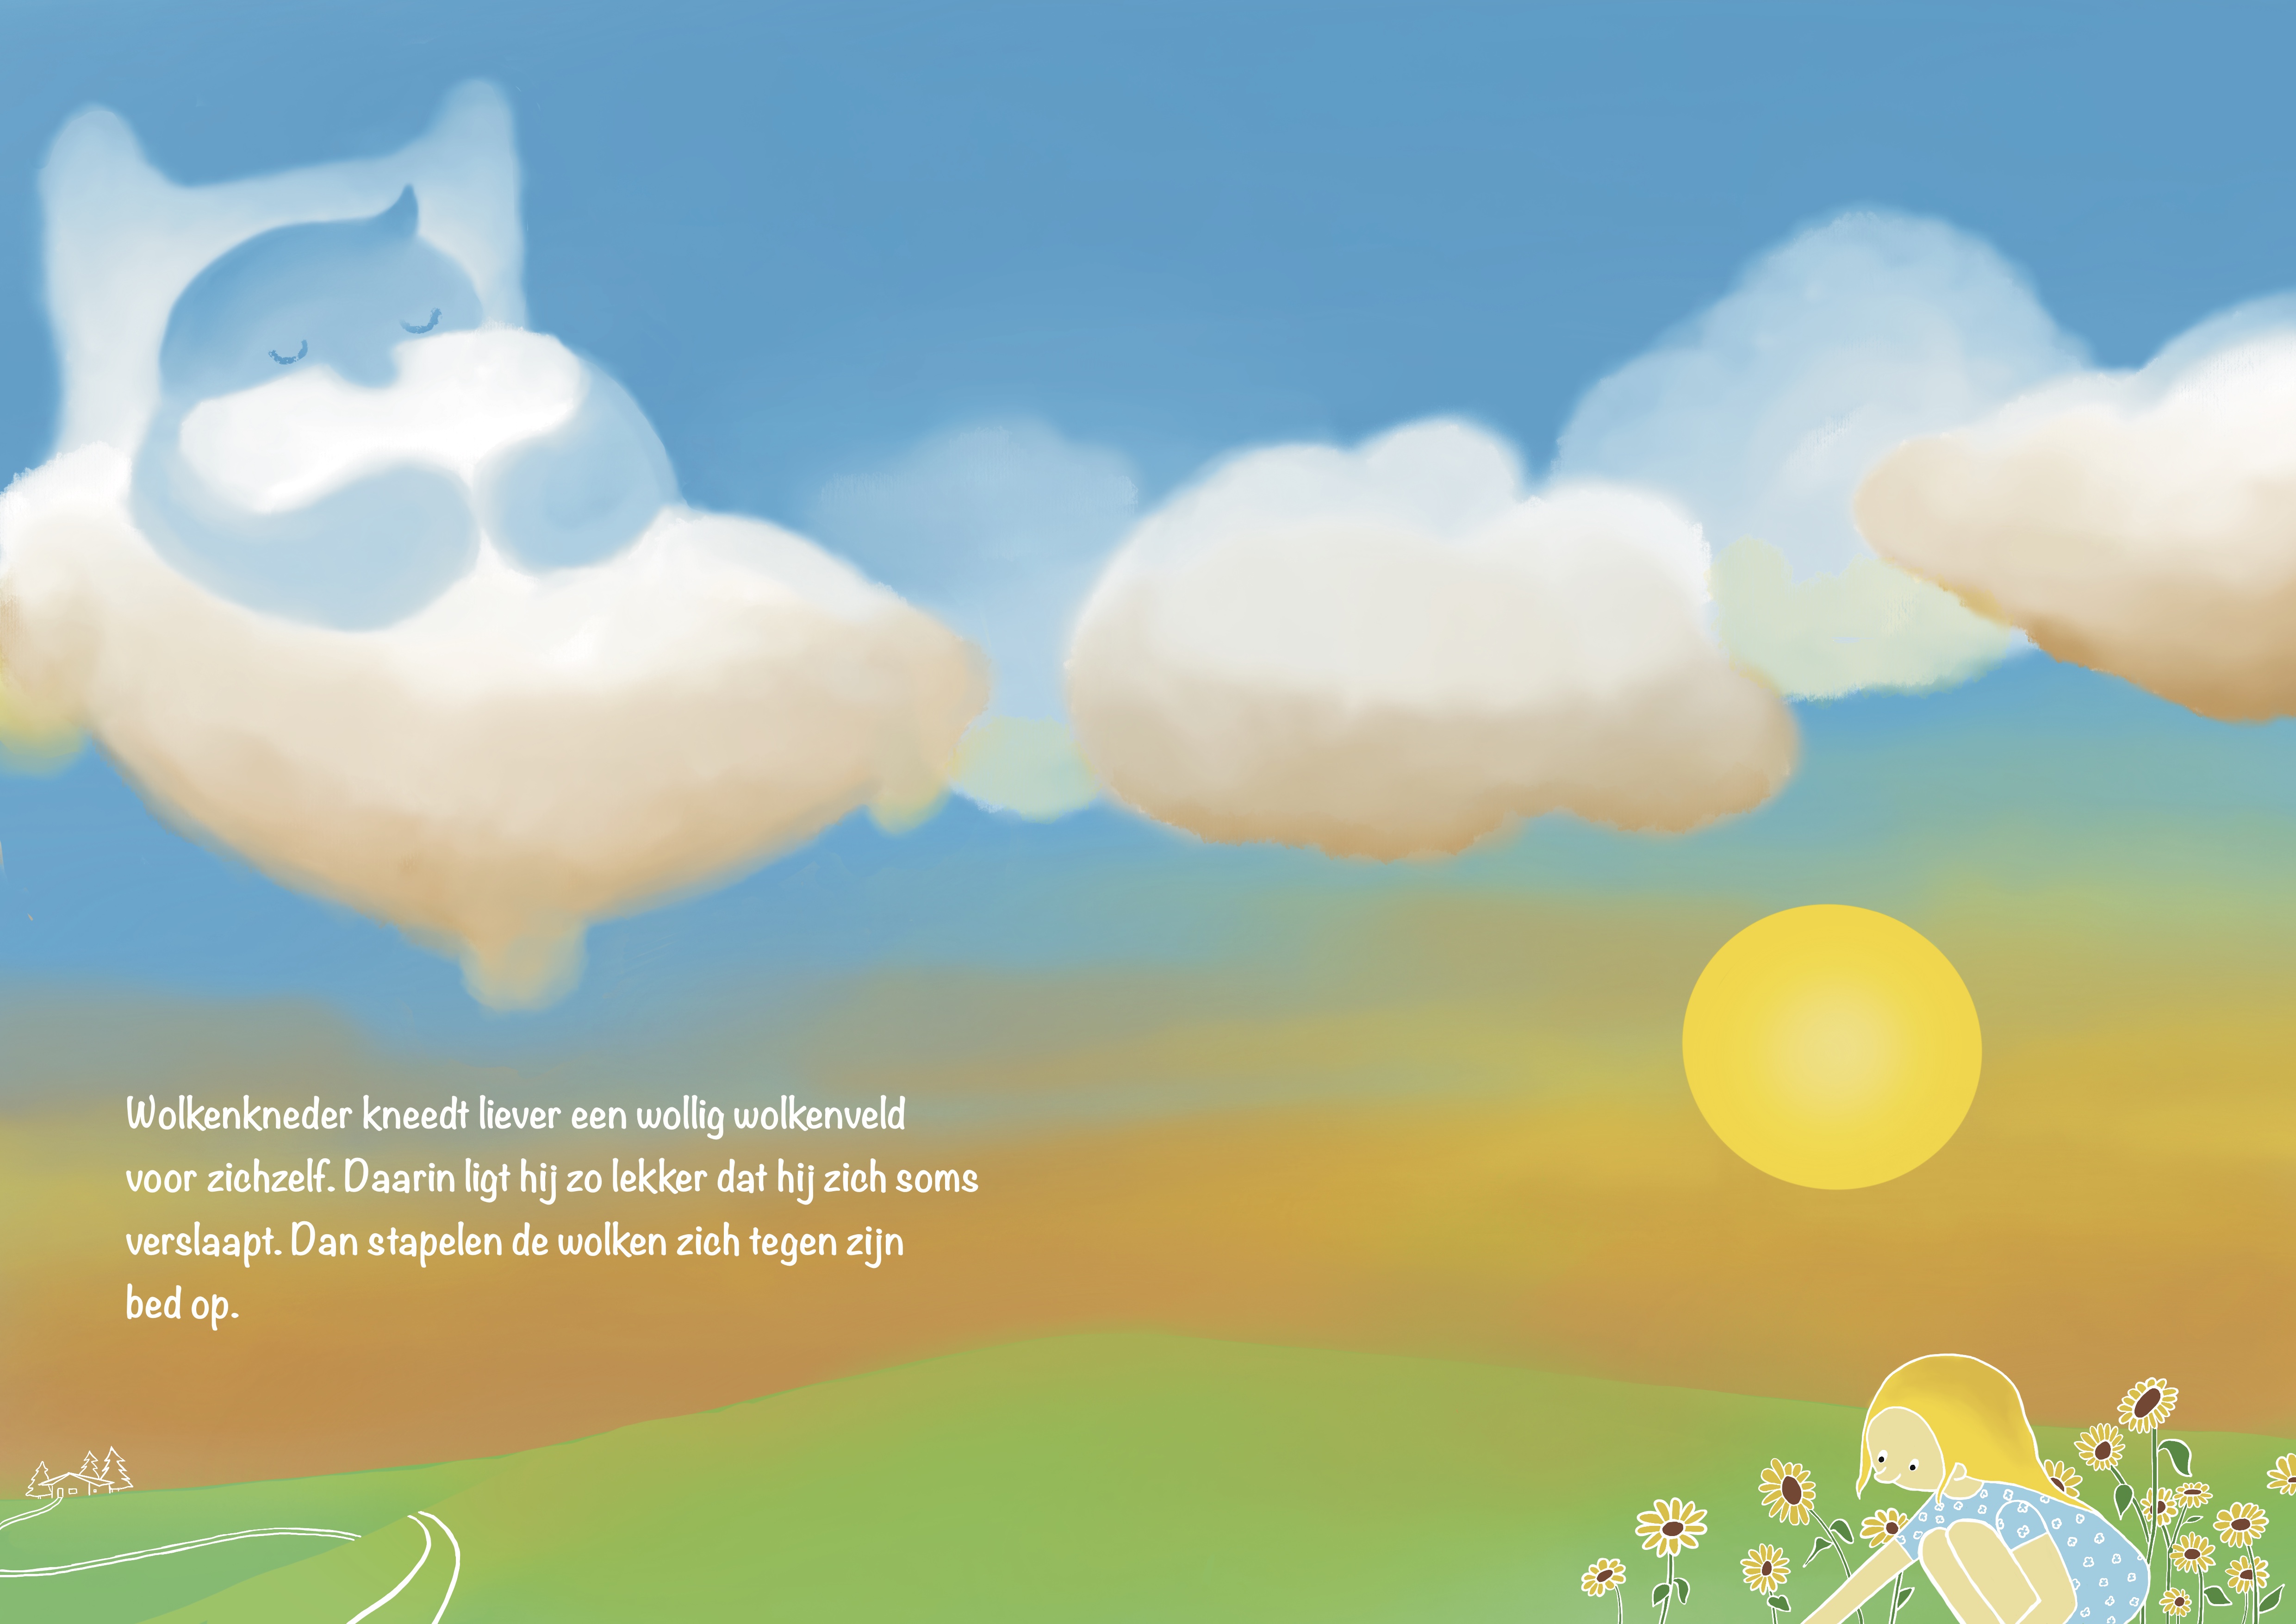 Wolkenkneder kneedt liever een wollig wolkenveld
voor zichzelf. Daarin ligt hij zo lekker dat hij zich soms
verslaapt. Dan stapelen de wolken zich tegen zijn
bed op.